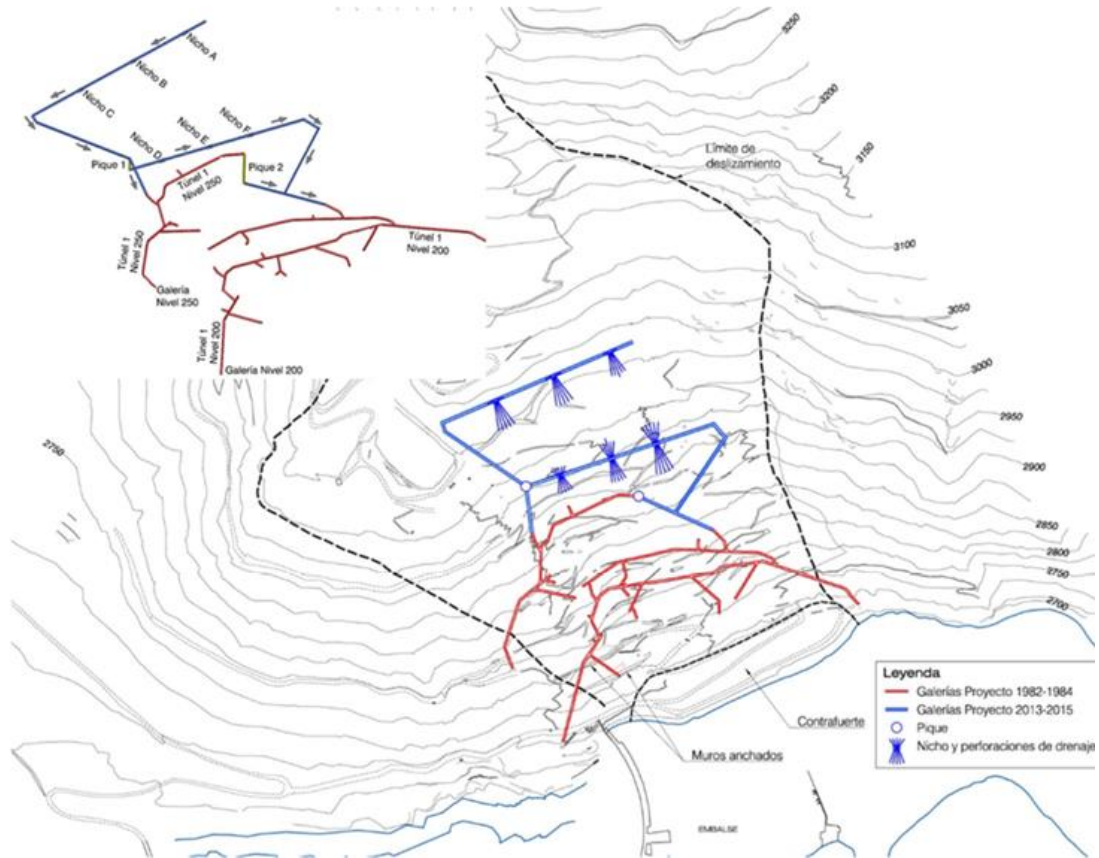 Nicho A
Nicho B
Nicho C
Nicho D
Nicho E
Nicho F
Pique 1
Pique 2
Túnel 1
Nivel 250
Túnel 1
Nivel 250
Galería
Nivel 250
Túnel 1
Nivel 200
Túnel 1
Nivel 200
Galería Nivel 200
3250
3200
3150
Límite de
deslizamiento
3100
3050
3000
2950
2900
2850
2800
2750
2700
2750
Contrafuerte
Muros anchados
EMBALSE
Leyenda
Galerías Proyecto 1982-1984
Galerías Proyecto 2013-2015
Pique
Nicho y perforaciones de drenaje